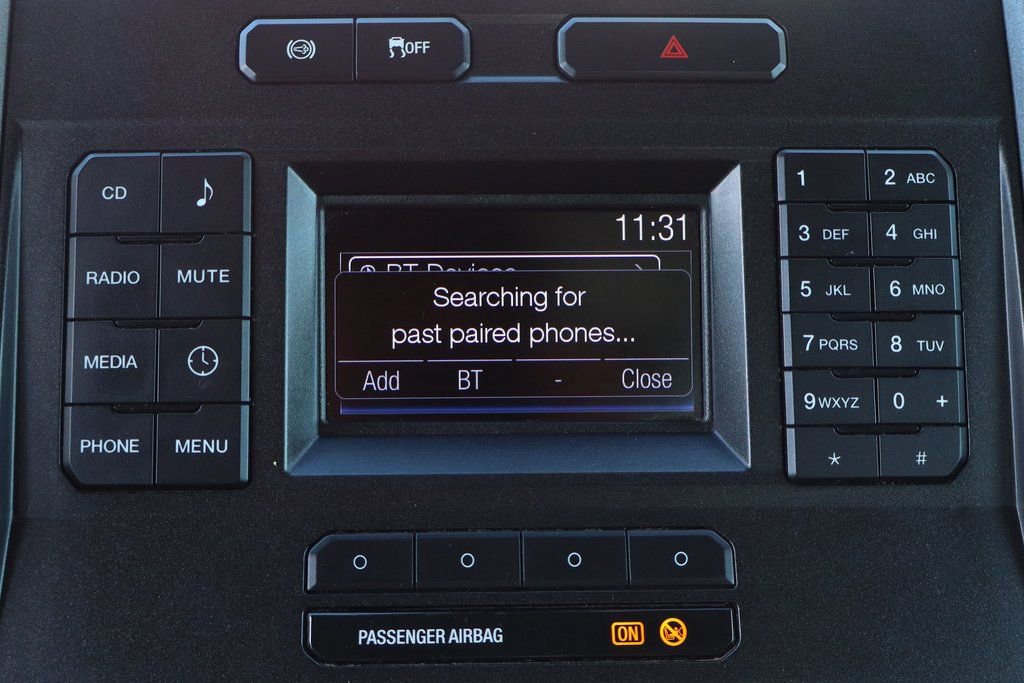 OFF
11:31
BT Devices
Searching for
past paired phones...
Add BT - Close
CD
RADIO MUTE
MEDIA
PHONE MENU
1 2 ABC
3 DEF 4 GHI
5 JKL 6 MNO
7 PQRS 8 TUV
9 WXYZ 0 +
* #
PASSENGER AIRBAG ON